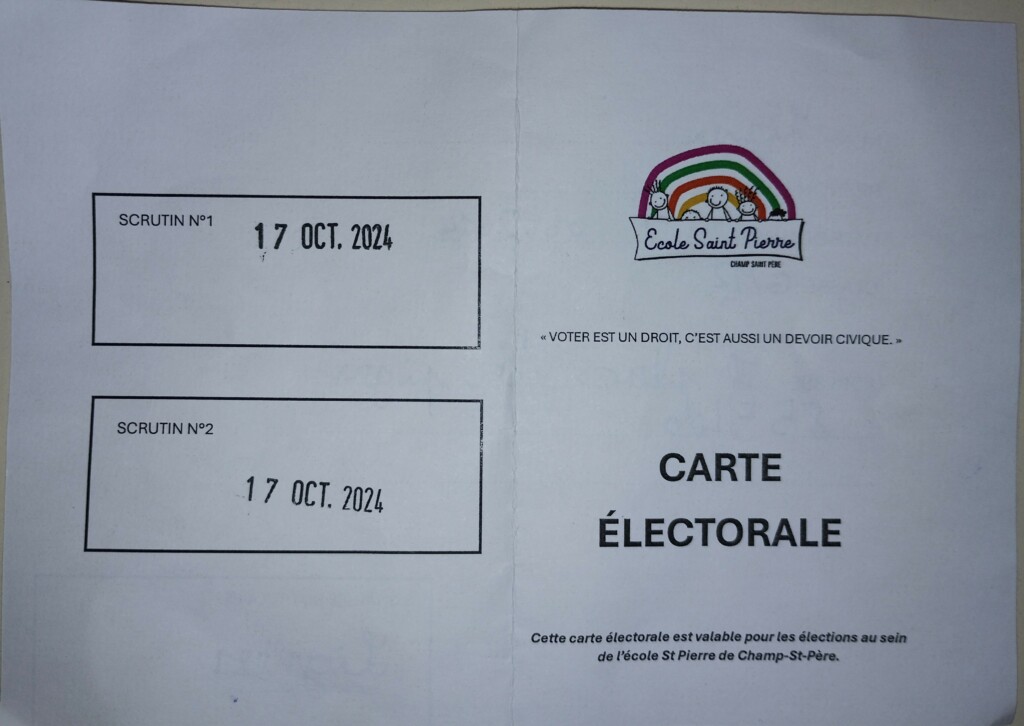 SCRUTIN N°1
17 OCT. 2024
SCRUTIN N°2
17 OCT. 2024
Ecole Saint Pierre
CHAMP SAINT PÈRE
« VOTER EST UN DROIT, C'EST AUSSI UN DEVOIR CIVIQUE. »
CARTE
ÉLECTORALE
Cette carte électorale est valable pour les élections au sein
de l'école St Pierre de Champ-St-Père.